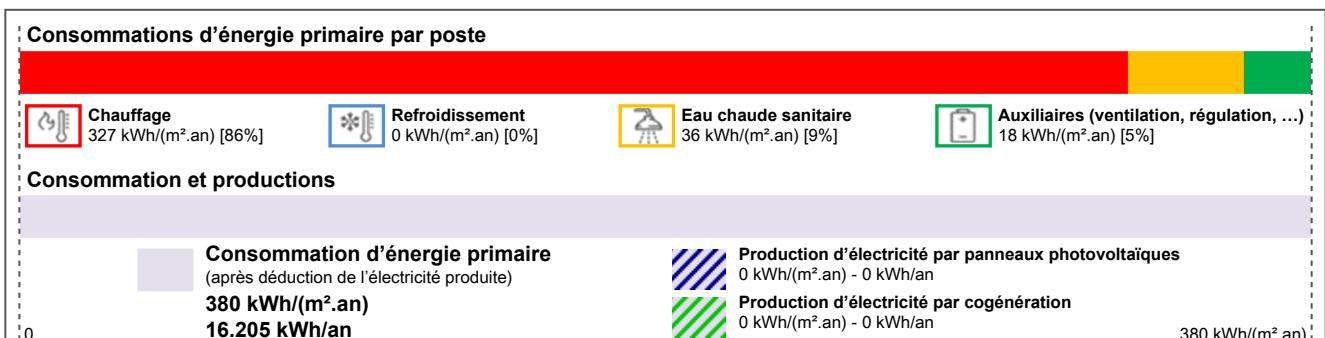 Consommations d’énergie primaire par poste
Chauffage
327 kWh/(m².an) [86%]
Refroidissement
0 kWh/(m².an) [0%]
Eau chaude sanitaire
36 kWh/(m².an) [9%]
Auxiliaires (ventilation, régulation, …)
18 kWh/(m².an) [5%]
Consommation et productions
Consommation d’énergie primaire
(après déduction de l’électricité produite)
380 kWh/(m².an)
16.205 kWh/an
Production d’électricité par panneaux photovoltaïques
0 kWh/(m².an) - 0 kWh/an
Production d’électricité par cogénération
0 kWh/(m².an) - 0 kWh/an
0
380 kWh/(m².an)